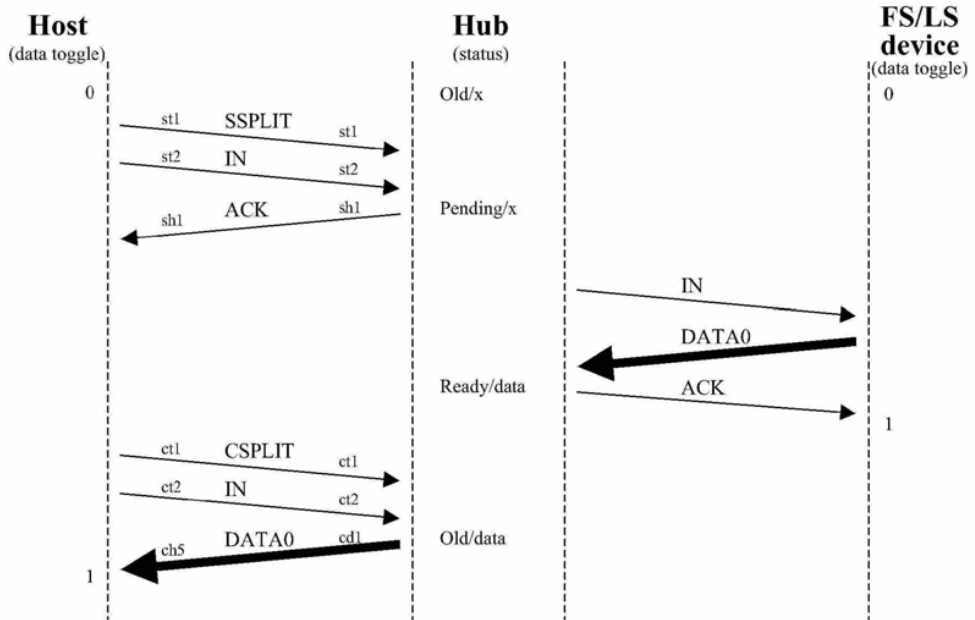 Host
(data toggle)
Hub
(status)
FS/LS
device
(data toggle)
0
Old/x
0
st1 SSPLIT st1
st2 IN st2
sh1 ACK sh1
Pending/x
IN
DATA0
Ready/data
ACK
1
ct1 CSPLIT ct1
ct2 IN ct2
ch5 DATA0 cd1
Old/data
1